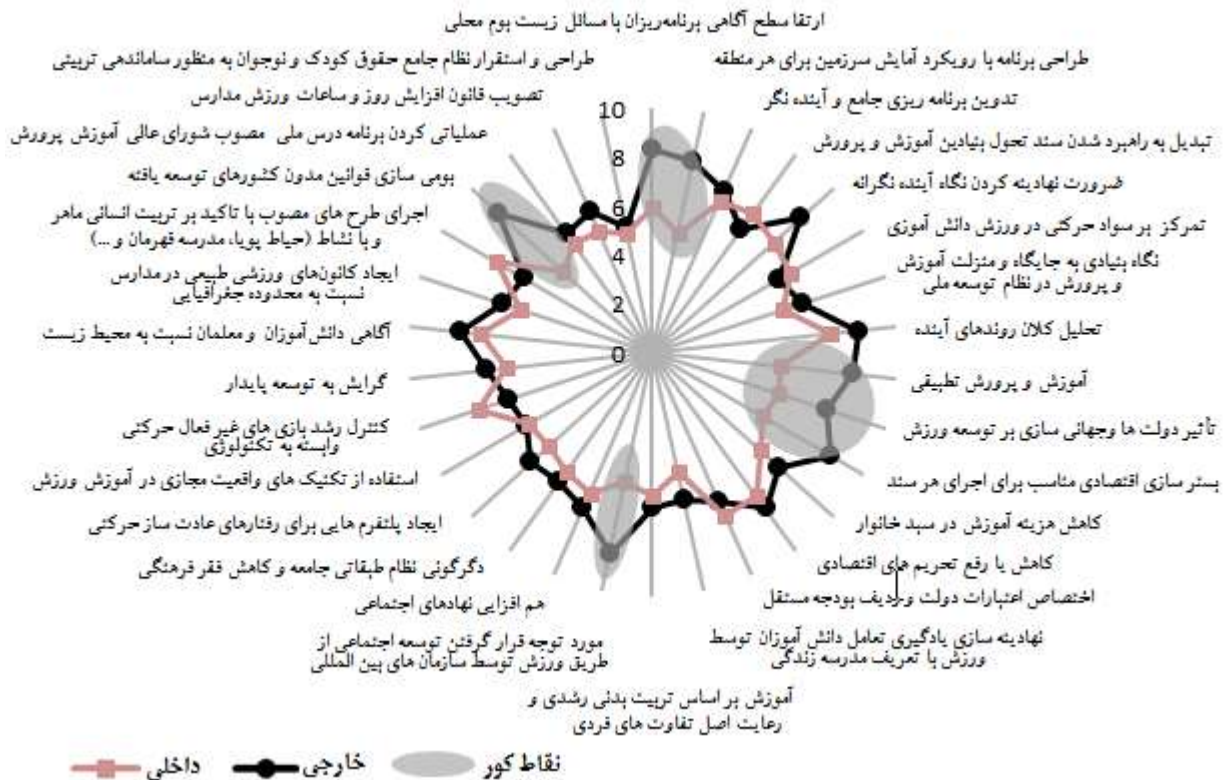 ارتقا سطح آگاهی برنامه‌ریزان با مسائل زیست بوم محلی
طراحی برنامه با رویکرد آمایش سرزمین برای هر منطقه
تدوین برنامه ریزی جامع و آینده نگر
تبدیل به راهبرد شدن سند تحول بنیادین آموزش و پرورش
ضرورت نهادینه کردن نگاه آینده نگرانه
تمرکز بر سواد حرکتی در ورزش دانش آموزی
نگاه بنیادی به جایگاه و منزلت آموزش
و پرورش در نظام توسعه ملی
تحلیل کلان روندهای آینده
آموزش و پرورش تطبیقی
تأثیر دولت ها وجهانی سازی بر توسعه ورزش
بستر سازی اقتصادی مناسب برای اجرای هر سند
کاهش هزینه آموزش در سبد خانوار
کاهش یا رفع تحریم های اقتصادی
اختصاص اعتبارات دولت وردیف بودجه مستقل
نهادینه سازی یادگیری تعامل دانش آموزان توسط
ورزش با تعریف مدرسه زندگی
آموزش بر اساس تربیت بدنی رشدی و
رعایت اصل تفاوت های فردی
مورد توجه قرار گرفتن توسعه اجتماعی از
طریق ورزش توسط سازمان های بین المللی
هم افزایی نهادهای اجتماعی
دگرگونی نظام طبقاتی جامعه و کاهش فقر فرهنگی
ایجاد پلتفرم هایی برای رفتارهای عادت ساز حرکتی
استفاده از تکنیک های واقعیت مجازی در آموزش ورزش
کنترل رشد بازی های غیر فعال حرکتی
وابسته به تکنولوژی
گرایش به توسعه پایدار
آگاهی دانش‌آموزان و معلمان نسبت به محیط زیست
ایجاد کانون‌های ورزشی طبیعی در مدارس
نسبت به محدوده جغرافیایی
اجرای طرح های مصوب با تاکید بر تربیت انسانی ماهر
و با نشاط (حیاط پویا، مدرسه قهرمان و ...)
بومی سازی قوانین مدون کشورهای توسعه یافته
عملیاتی کردن برنامه درس ملی مصوب شورای عالی آموزش پرورش
تصویب قانون افزایش روز و ساعات ورزش مدارس
طراحی و استقرار نظام جامع حقوق کودک و نوجوان به منظور ساماندهی تربیتی
10
8
6
4
2
0
نقاط کور
خارجی
داخلی